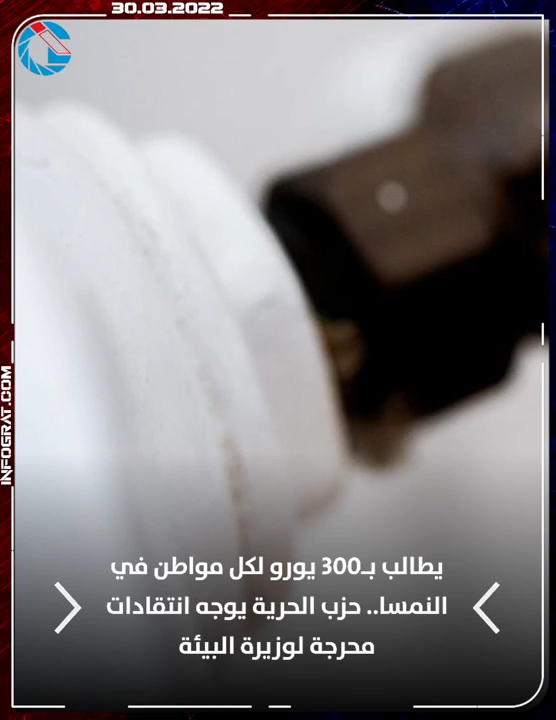 30.03.2022
INFOGRAT.COM
يطالب بـ300 يورو لكل مواطن في
النمسا.. حزب الحرية يوجه انتقادات
محرجة لوزيرة البيئة